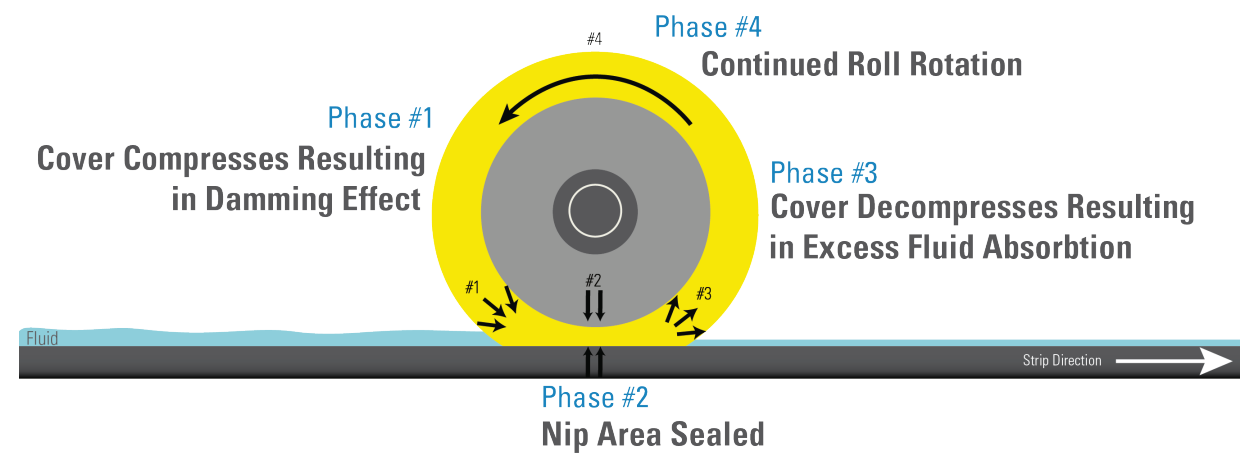 #4
Phase #4
Continued Roll Rotation
Phase #1
Cover Compresses Resulting
in Damming Effect
Phase #3
Cover Decompresses Resulting
in Excess Fluid Absorbtion
#1
#2
#3
Fluid
Strip Direction
Phase #2
Nip Area Sealed